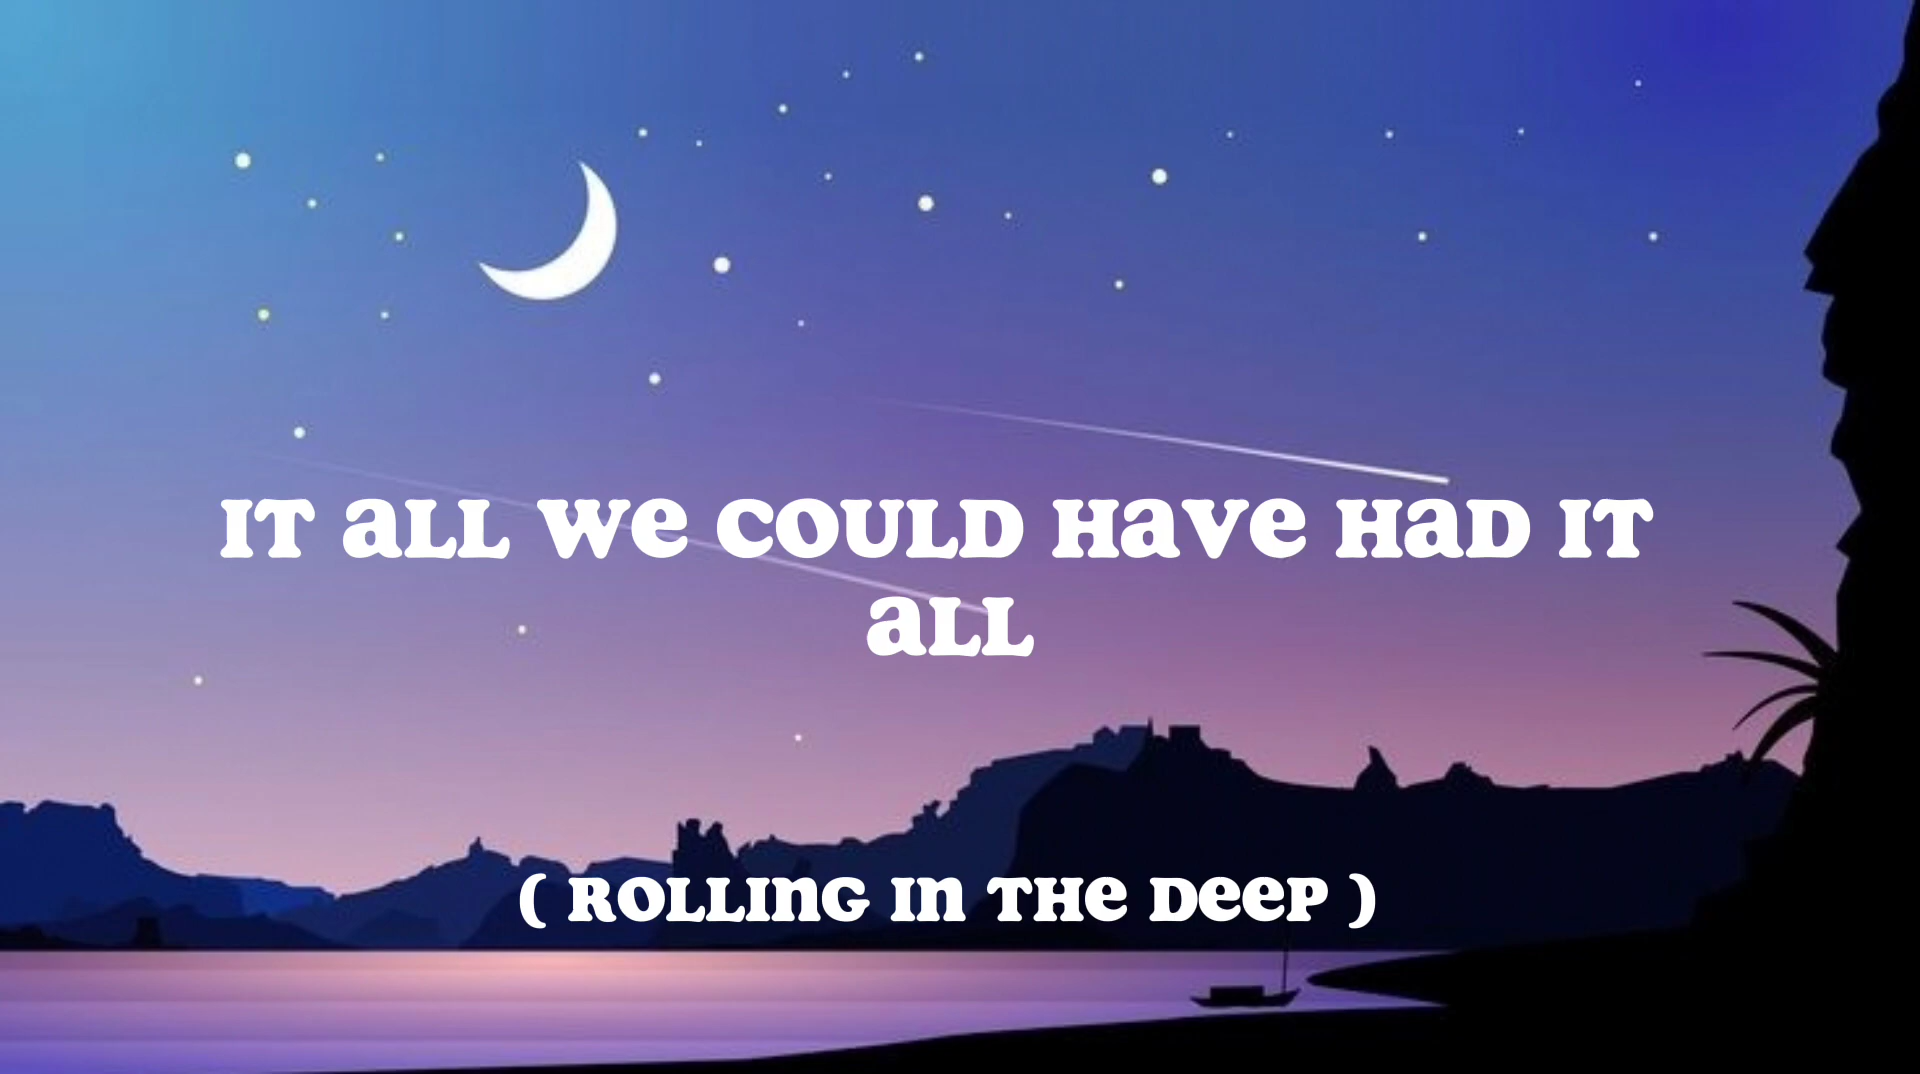 IT aLL We COULD Have HaD IT
aLL
( ROLLInG In THe DeeP )